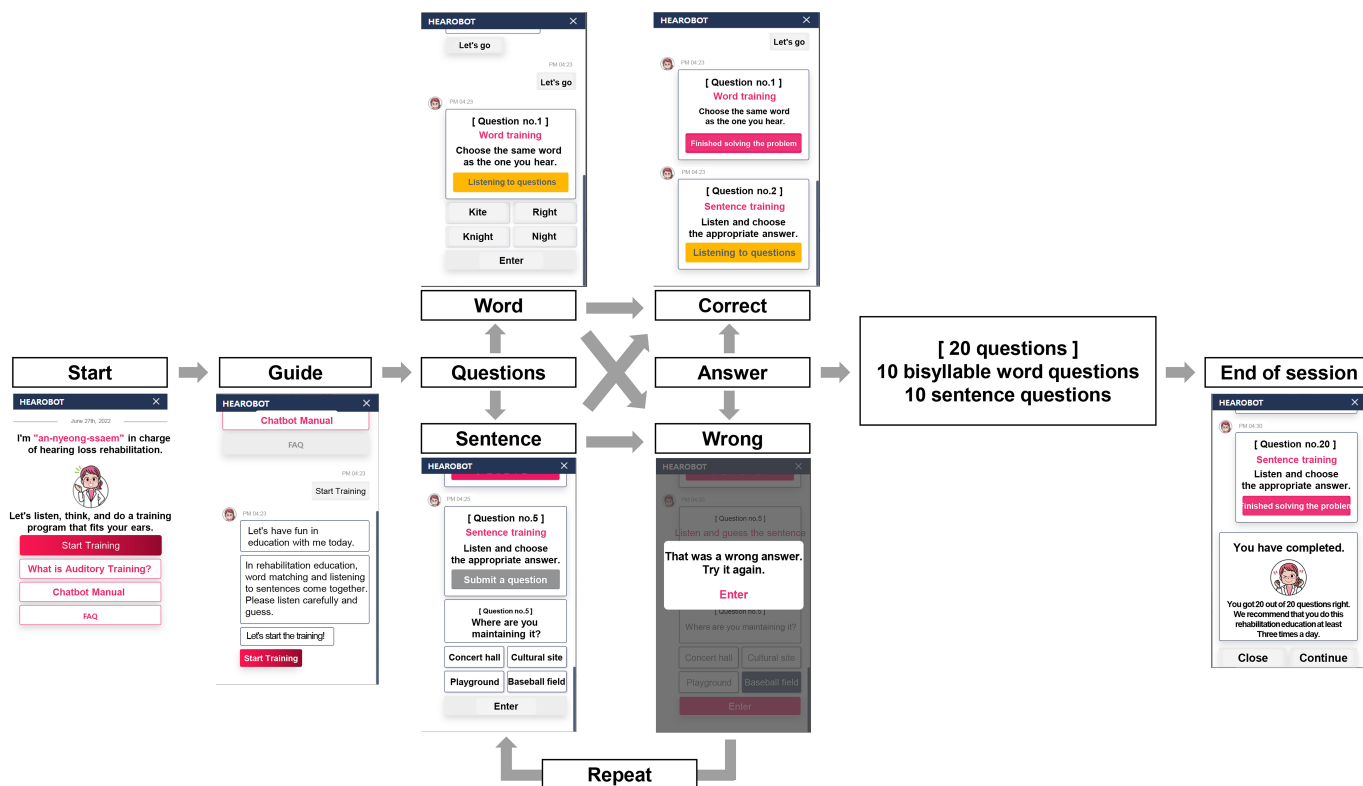 HEAROBOT
Let's go
PM 04:23
Let's go
PM 04:23
[ Question no.1 ]
Word training
Choose the same word
as the one you hear.
Listening to questions
Kite
Right
Knight
Night
Enter
HEAROBOT
Let's go
PM 04:23
[ Question no.1 ]
Word training
Choose the same word
as the one you hear.
Finished solving the problem
PM 04:23
[ Question no.2 ]
Sentence training
Listen and choose
the appropriate answer.
Listening to questions
Word
Correct
Start
Guide
Questions
Answer
[ 20 questions ]
10 bisyllable word questions
10 sentence questions
End of session
Sentence
Wrong
HEAROBOT
June 27th, 2022
I'm "an-nyeong-ssaem" in charge
of hearing loss rehabilitation.
Let's listen, think, and do a training
program that fits your ears.
Start Training
What is Auditory Training?
Chatbot Manual
FAQ
HEAROBOT
Chatbot Manual
FAQ
PM 04:23
Start Training
PM 04:23
Let's have fun in
education with me today.
In rehabilitation education,
word matching and listening
to sentences come together.
Please listen carefully and
guess.
Let's start the training!
Start Training
HEAROBOT
PM 04:25
[ Question no.5 ]
Sentence training
Listen and choose
the appropriate answer.
Submit a question
[ Question no.5 ]
Where are you
maintaining it?
Concert hall
Cultural site
Playground
Baseball field
Enter
HEAROBOT
[ Question no.5 ]
Listen and guess the sentence
That was a wrong answer.
Try it again.
Enter
[ Question no.5 ]
Where are you maintaining it?
Concert hall
Cultural site
Playground
Baseball field
Enter
HEAROBOT
PM 04:30
[ Question no.20 ]
Sentence training
Listen and choose
the appropriate answer.
inished solving the problem
You have completed.
You got 20 out of 20 questions right.
We recommend that you do this
rehabilitation education at least
Three times a day.
Close
Continue
Repeat